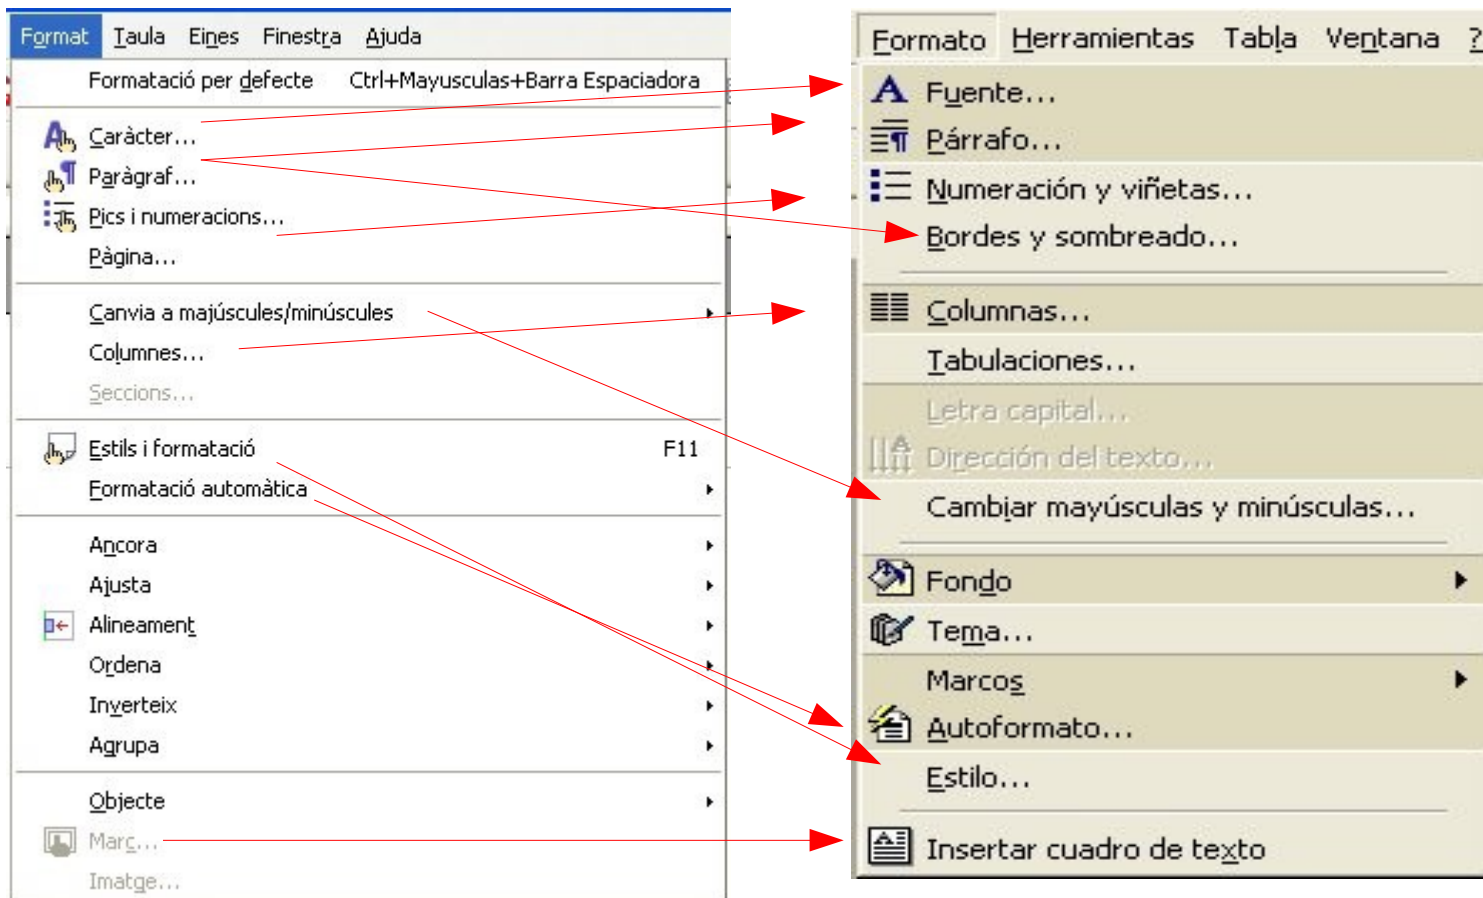 Format Taula Eines Finestra Ajuda
Formatació per defecte Ctrl+Mayusculas+Barra Espaciadora
Caràcter...
Paràgraf...
Pics i numeracions...
Pàgina...
Canvia a majúscules/minúscules
Columnes...
Seccions...
Estils i formatació F11
Formatació automàtica
Ancora
Ajusta
Alineament
Ordena
Inverteix
Agrupa
Objecte
Marc...
Imatge...
Formato Herramientas Tabla Ventana ?
Fuente...
Párrafo...
Numeración y viñetas...
Bordes y sombreado...
Columnas...
Tabulaciones...
Letra capital...
Dirección del texto...
Cambiar mayúsculas y minúsculas...
Fondo
Tema...
Marcos
Autoformato...
Estilo...
Insertar cuadro de texto